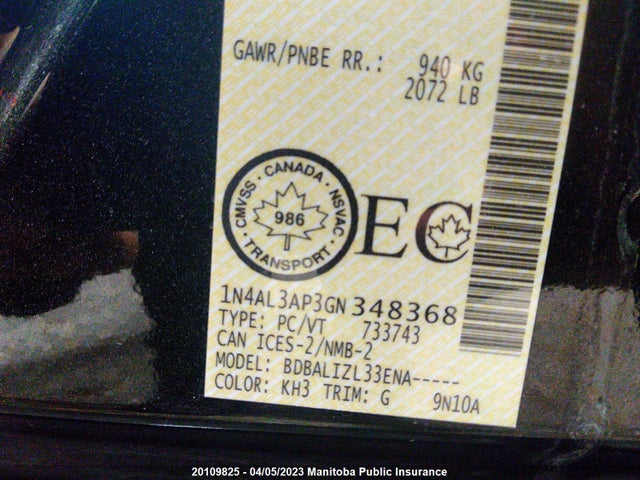 GAWR/PNBE RR.: 940 KG
2072 LB
CMVSS · CANADA · NSVAC · TRANSPORT ·
986
EC
1N4AL3AP3GN348368
TYPE: PC/VT 733743
CAN ICES-2/NMB-2
MODEL: BDBALIZL33ENA-----
COLOR: KH3 TRIM: G 9N10A
20109825 - 04/05/2023 Manitoba Public Insurance